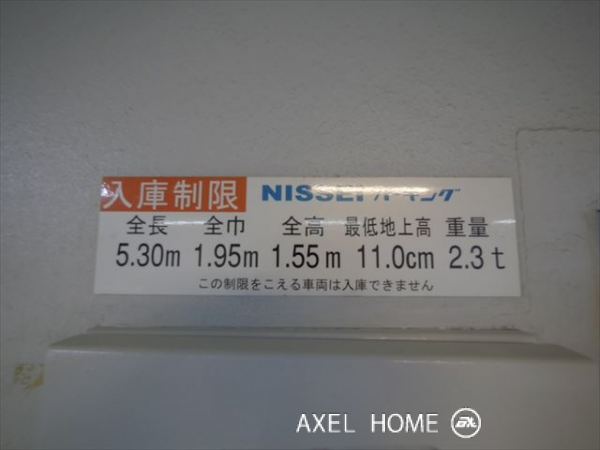 入庫制限 NISSEIパーキング
全長 全巾 全高 最低地上高 重量
5.30m 1.95m 1.55m 11.0cm 2.3t
この制限をこえる車両は入庫できません
AXEL HOME